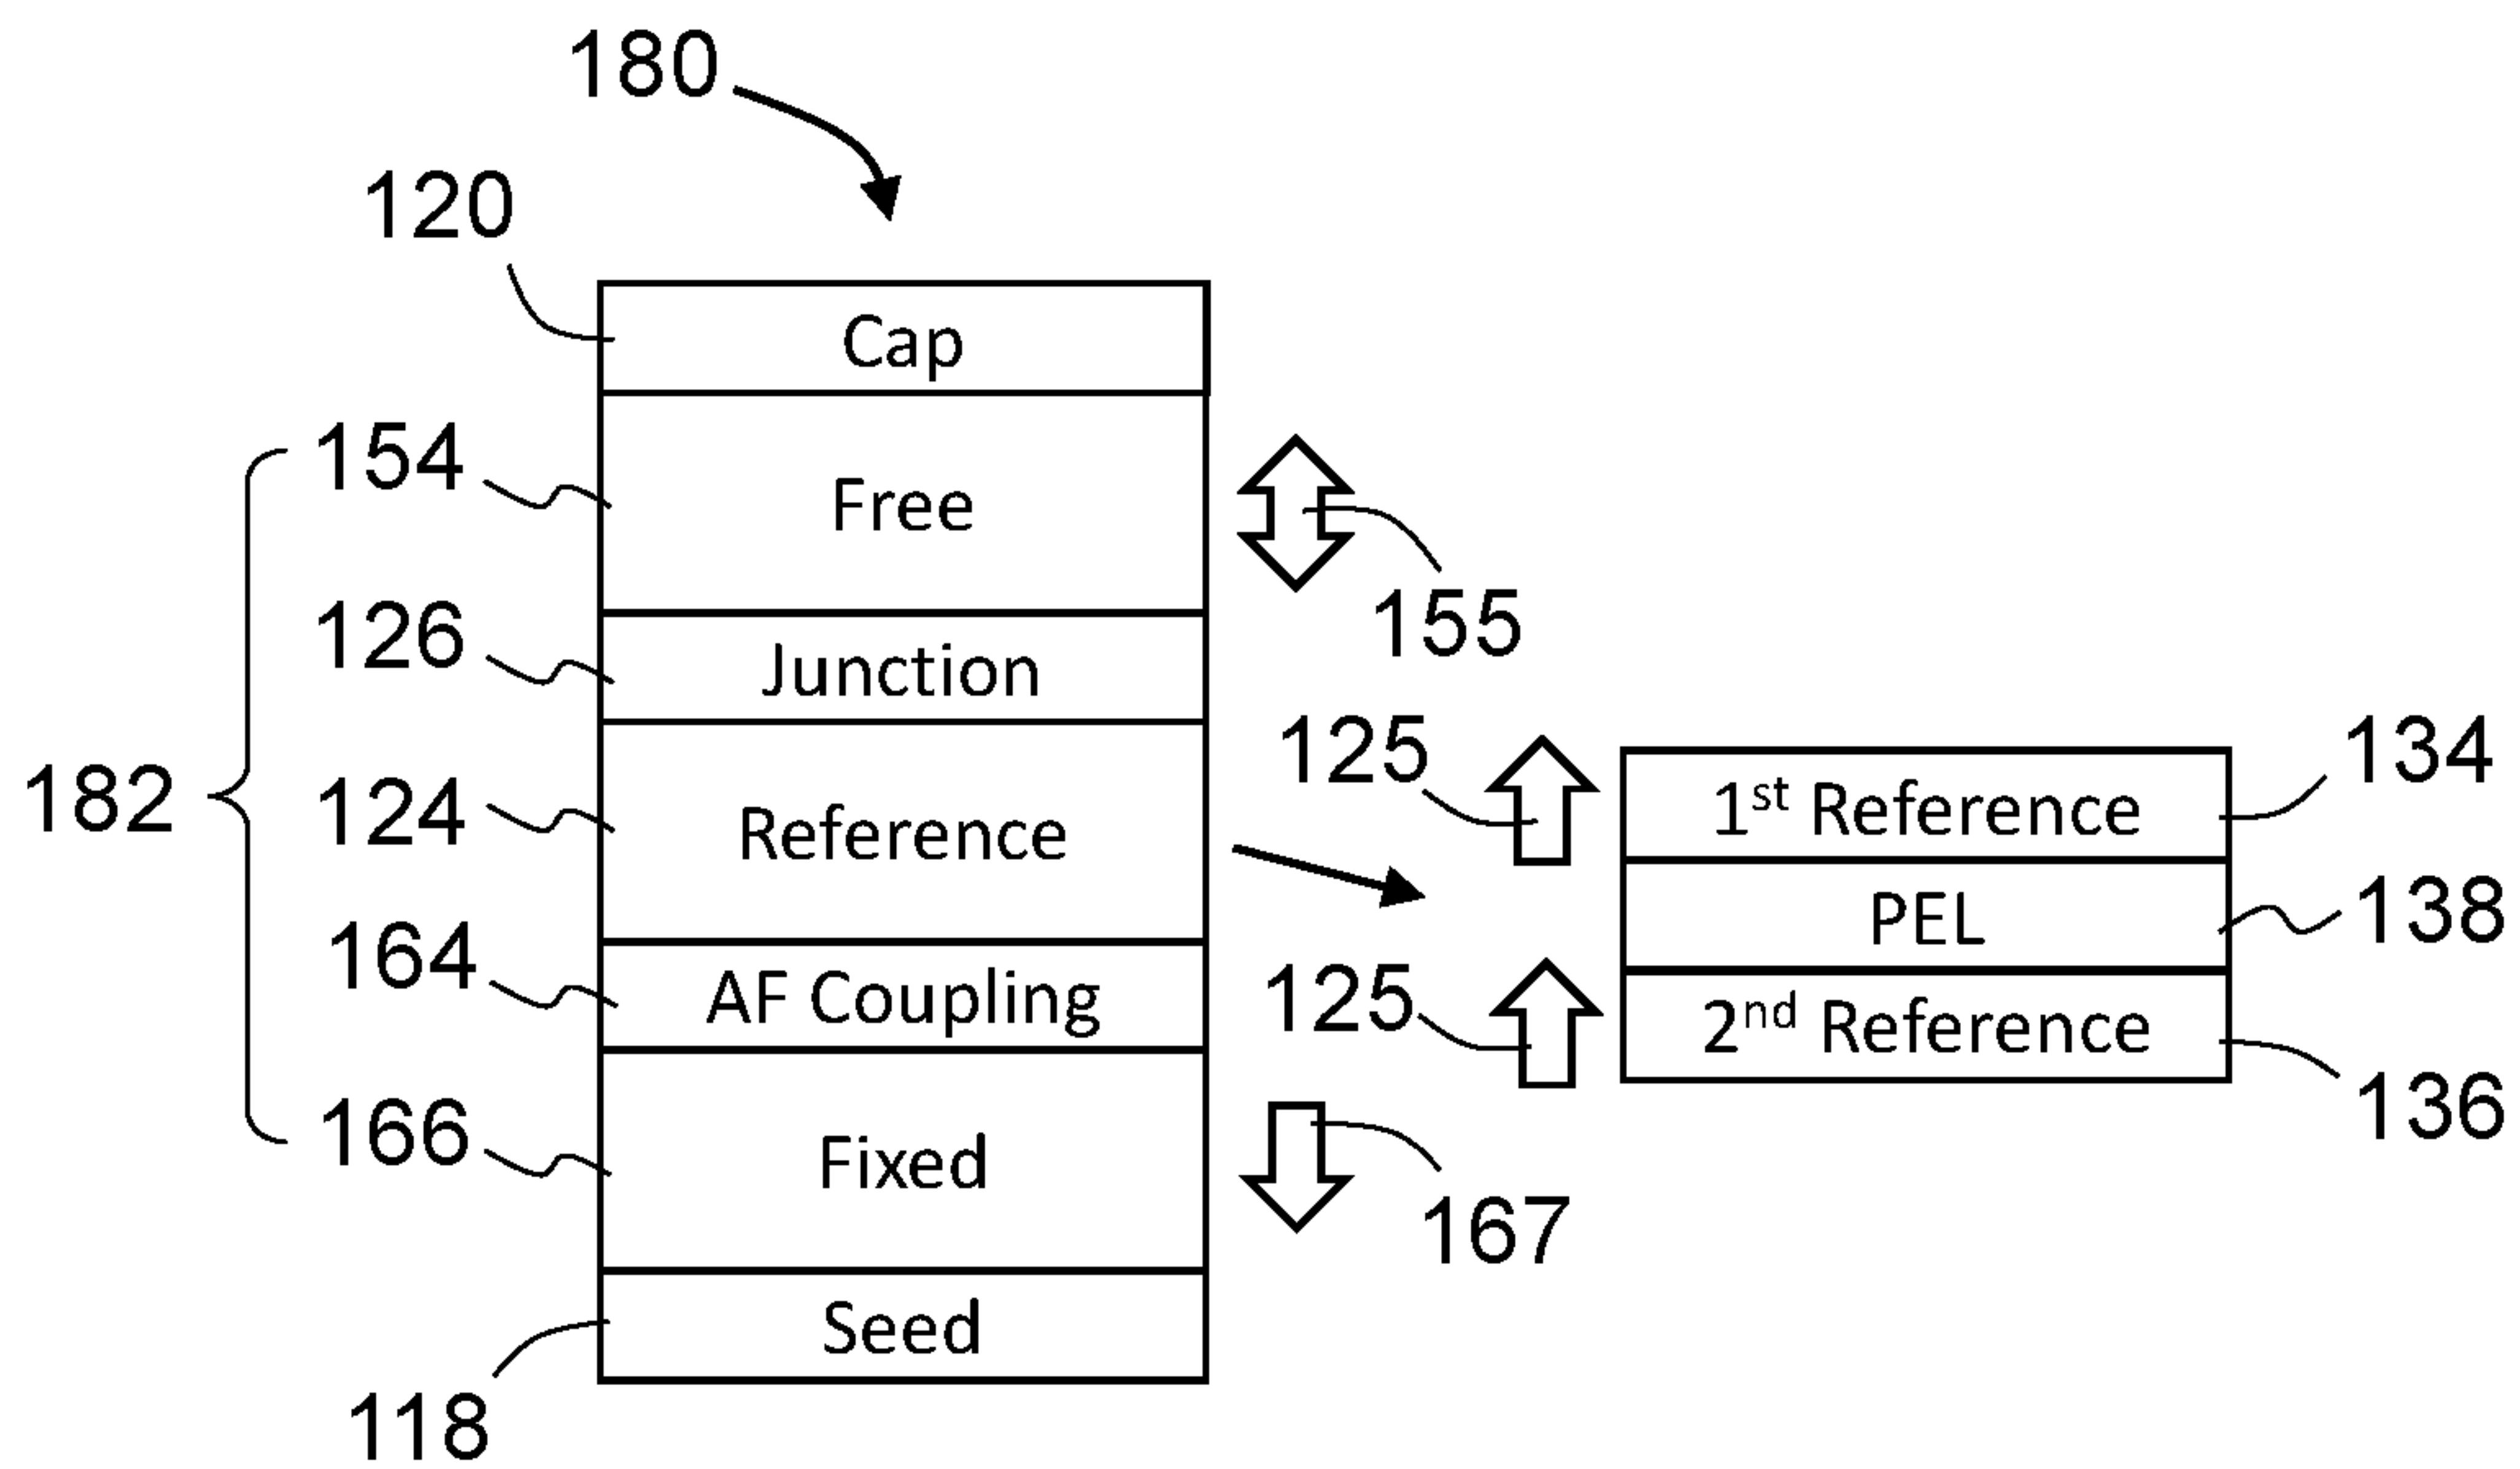 180
120
Cap
154
Free
155
126
Junction
182
124
Reference
125
1st Reference
134
PEL
138
164
AF Coupling
125
2nd Reference
136
166
Fixed
167
Seed
118